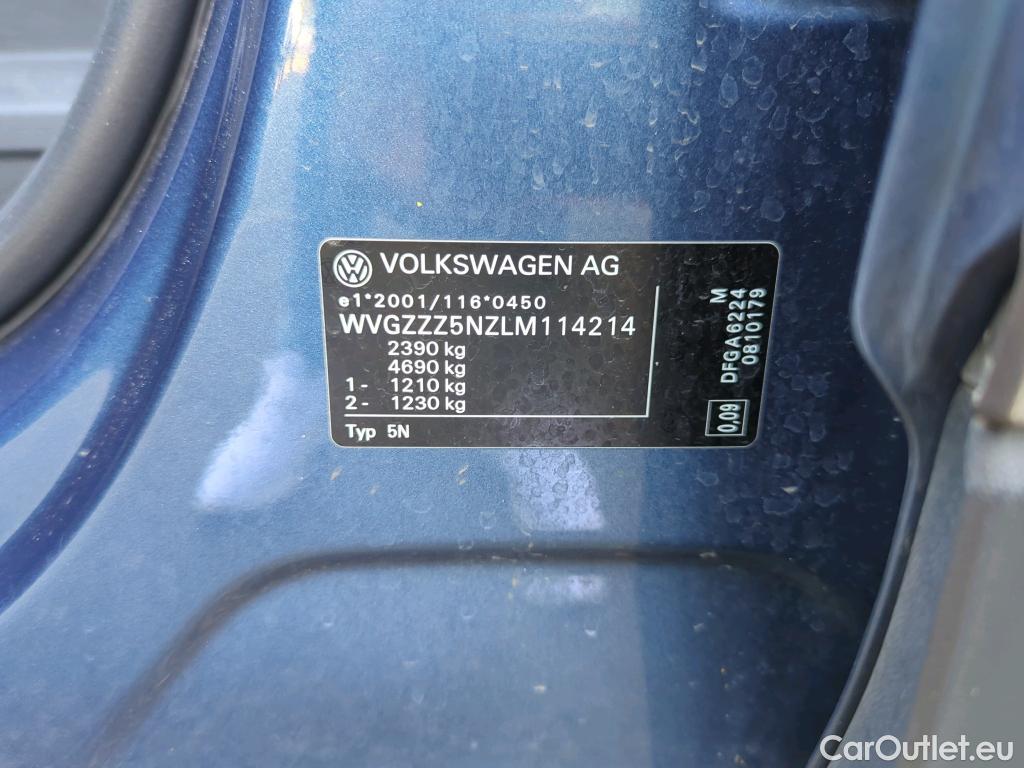 VOLKSWAGEN AG
e1*2001/116*0450
WVGZZZ5NZLM114214
2390 kg
4690 kg
1- 1210 kg
2- 1230 kg
Typ 5N
M
DFGA6224
0810179
0,09
CarOutlet.eu